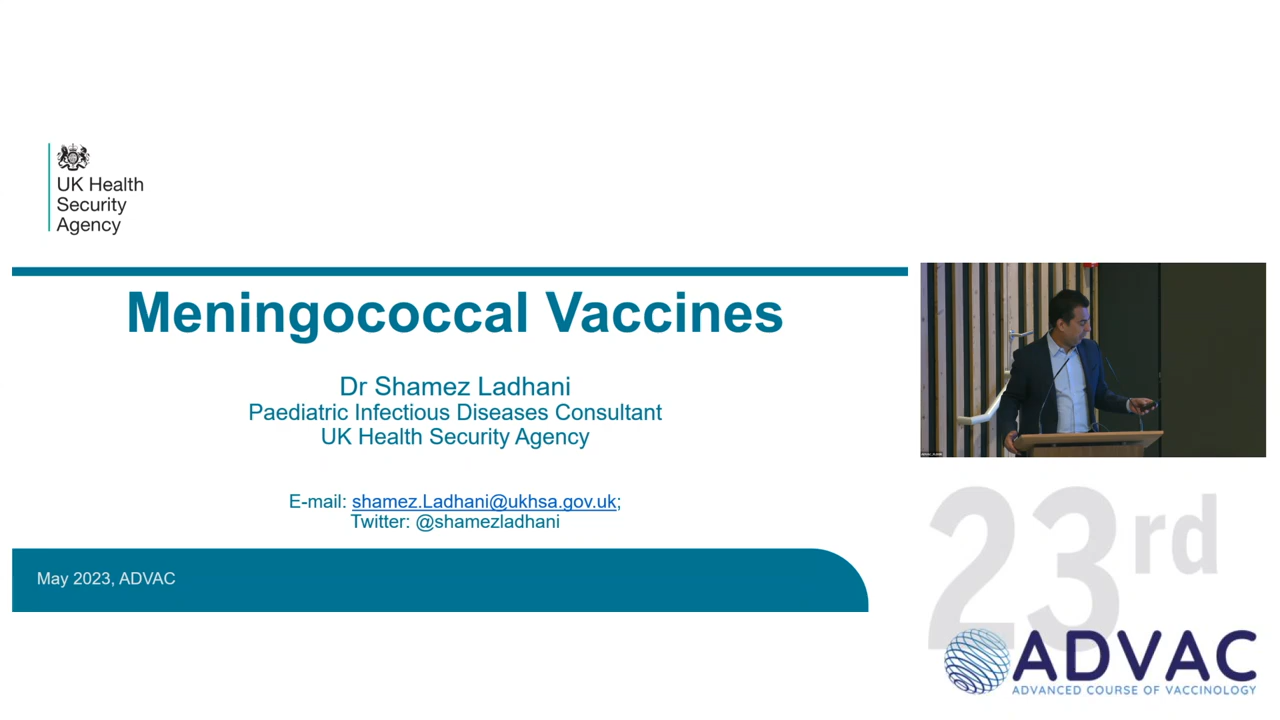 UK Health
Security
Agency
Meningococcal Vaccines
Dr Shamez Ladhani
Paediatric Infectious Diseases Consultant
UK Health Security Agency
E-mail: shamez.Ladhani@ukhsa.gov.uk;
Twitter: @shamezladhani
May 2023, ADVAC
23rd
ADVAC
ADVANCED COURSE OF VACCINOLOGY